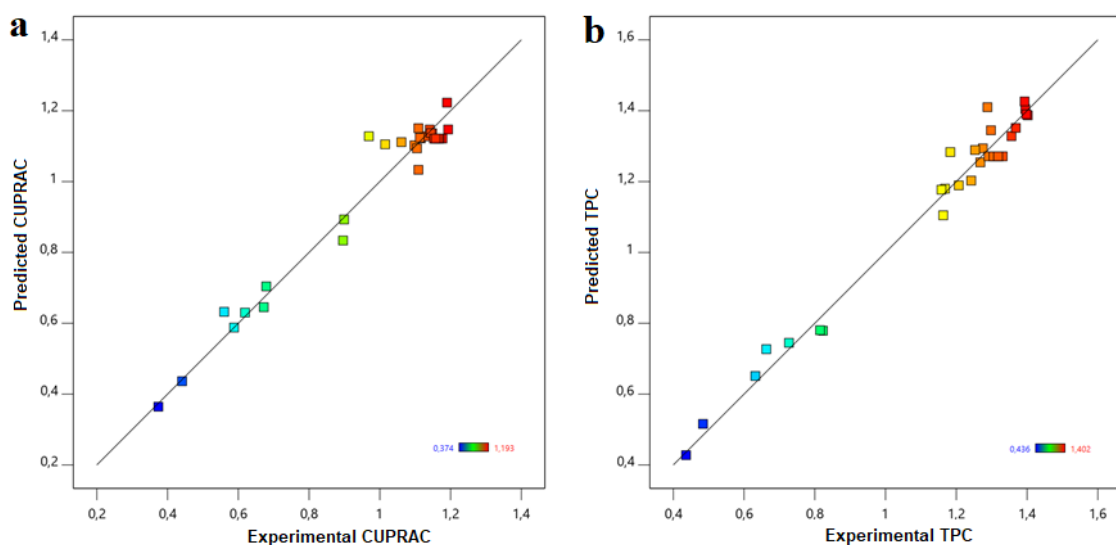 a
1,4
1,2
1
0,8
0,6
0,4
0,2
Predicted CUPRAC
0,374 1,193
0,2 0,4 0,6 0,8 1 1,2 1,4
Experimental CUPRAC
b
1,6
1,4
1,2
1
0,8
0,6
0,4
Predicted TPC
0,436 1,402
0,4 0,6 0,8 1 1,2 1,4 1,6
Experimental TPC